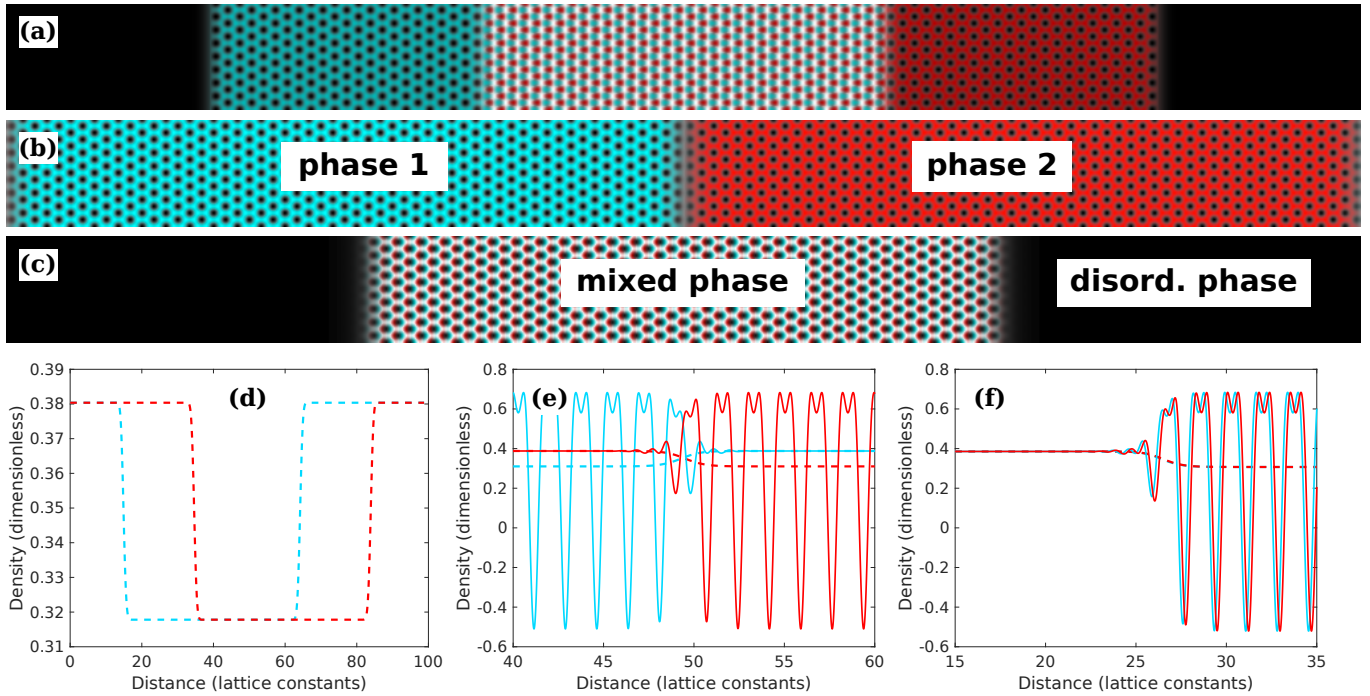 (a)
(b)
phase 1
phase 2
(c)
mixed phase
disord. phase
(d)
0.39
0.38
0.37
0.36
0.35
0.34
0.33
0.32
0.31
Density (dimensionless)
0 20 40 60 80 100
Distance (lattice constants)
(e)
0.8
0.6
0.4
0.2
0
-0.2
-0.4
-0.6
Density (dimensionless)
40 45 50 55 60
Distance (lattice constants)
(f)
0.8
0.6
0.4
0.2
0
-0.2
-0.4
-0.6
Density (dimensionless)
15 20 25 30 35
Distance (lattice constants)